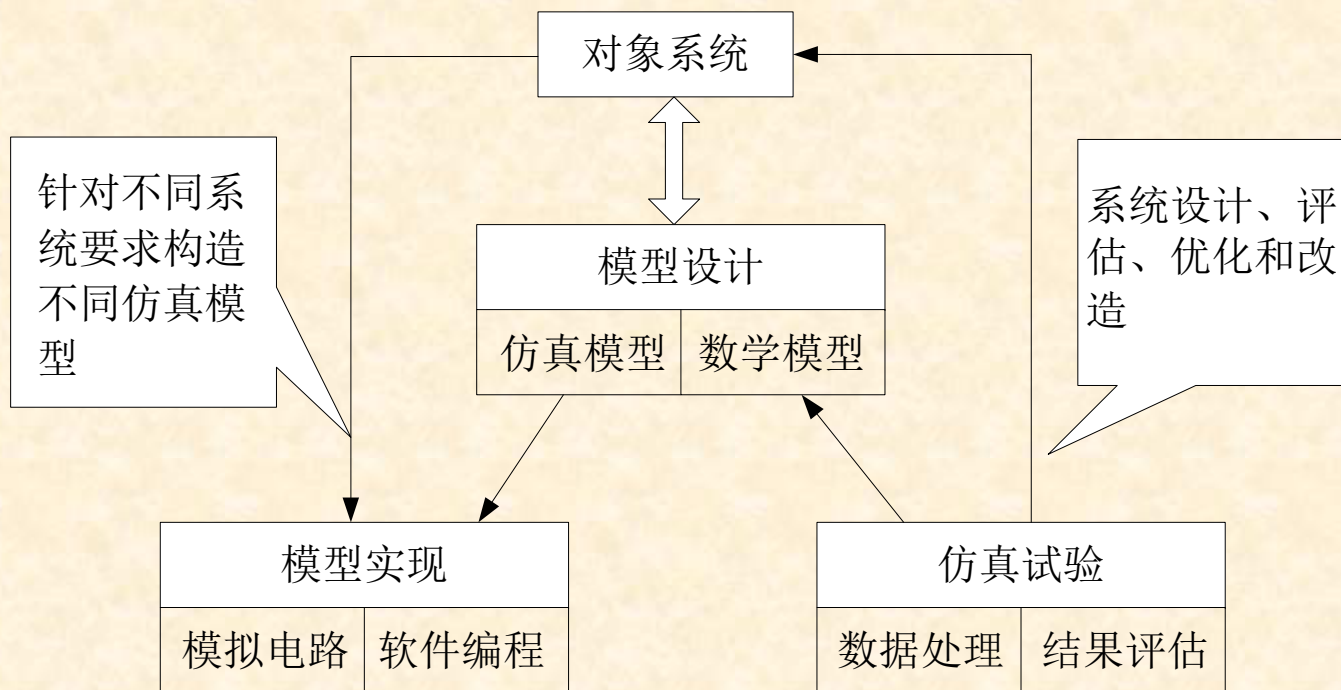 对象系统
针对不同系
统要求构造
不同仿真模
型
系统设计、评
估、优化和改
造
模型设计
仿真模型 数学模型
模型实现
模拟电路 软件编程
仿真试验
数据处理 结果评估